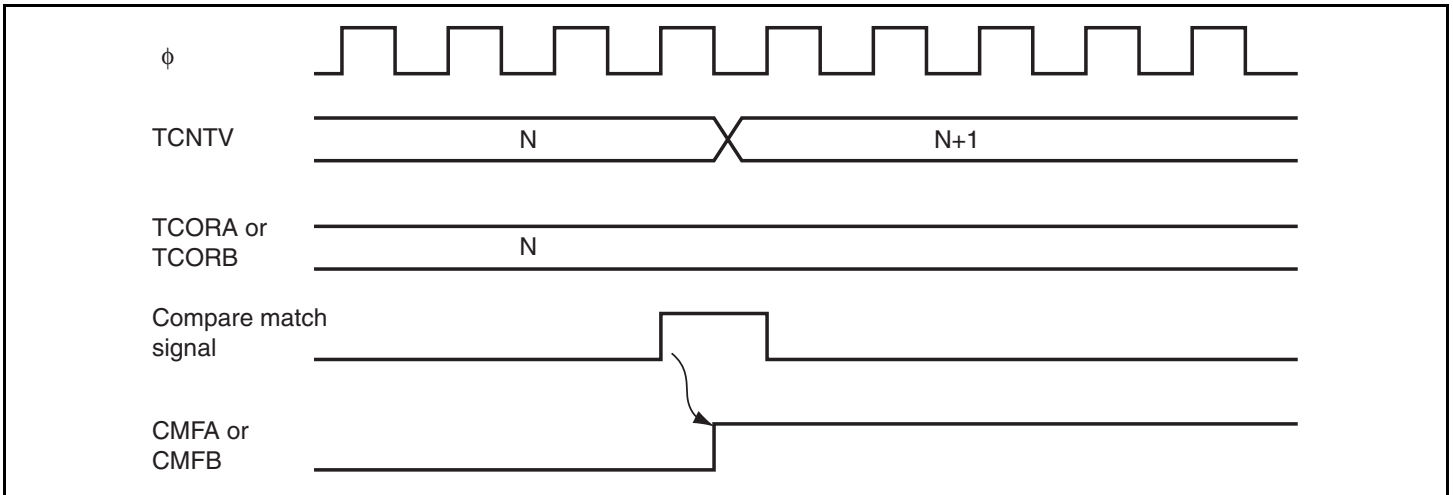 ϕ
TCNTV
N
N+1
TCORA or
TCORB
N
Compare match
signal
CMFA or
CMFB